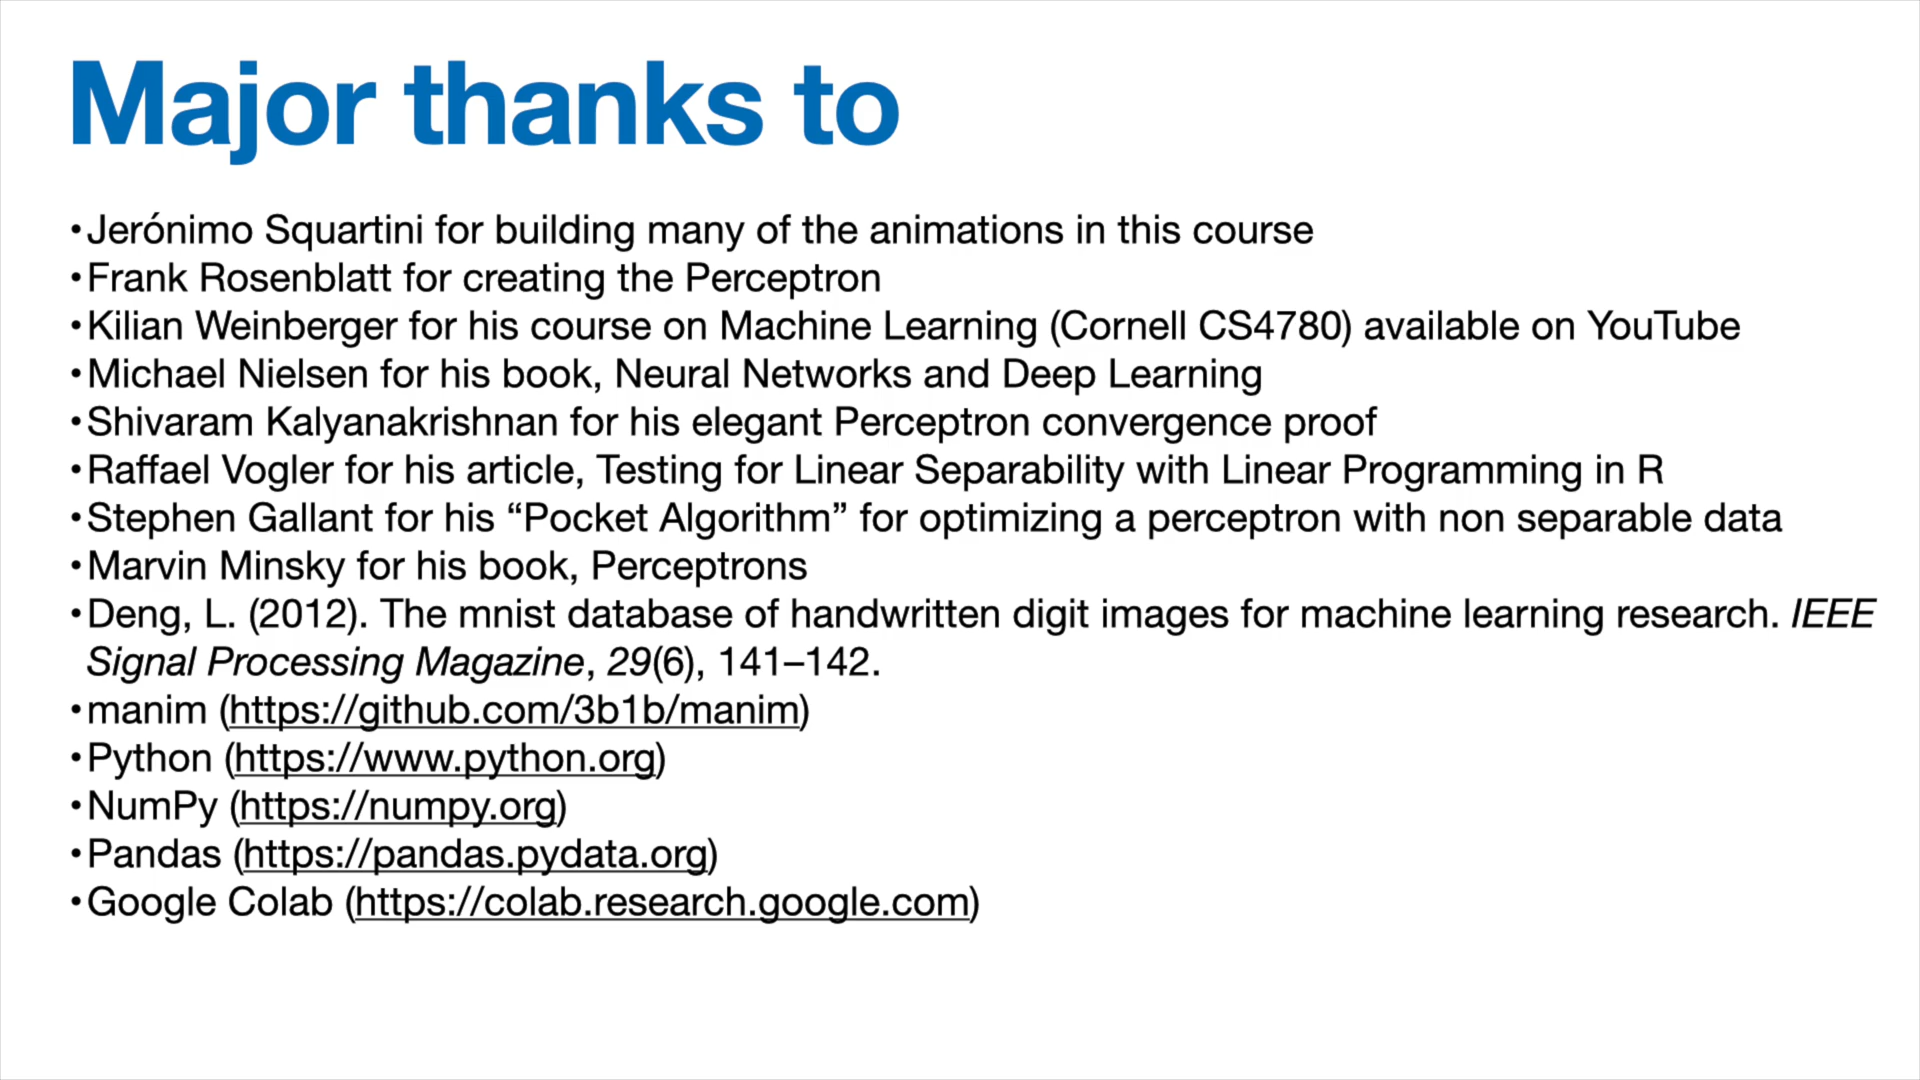 Major thanks to
•Jerónimo Squartini for building many of the animations in this course
•Frank Rosenblatt for creating the Perceptron
•Kilian Weinberger for his course on Machine Learning (Cornell CS4780) available on YouTube
•Michael Nielsen for his book, Neural Networks and Deep Learning
•Shivaram Kalyanakrishnan for his elegant Perceptron convergence proof
•Raffael Vogler for his article, Testing for Linear Separability with Linear Programming in R
•Stephen Gallant for his “Pocket Algorithm” for optimizing a perceptron with non separable data
•Marvin Minsky for his book, Perceptrons
•Deng, L. (2012). The mnist database of handwritten digit images for machine learning research. IEEE
Signal Processing Magazine, 29(6), 141–142.
•manim (https://github.com/3b1b/manim)
•Python (https://www.python.org)
•NumPy (https://numpy.org)
•Pandas (https://pandas.pydata.org)
•Google Colab (https://colab.research.google.com)